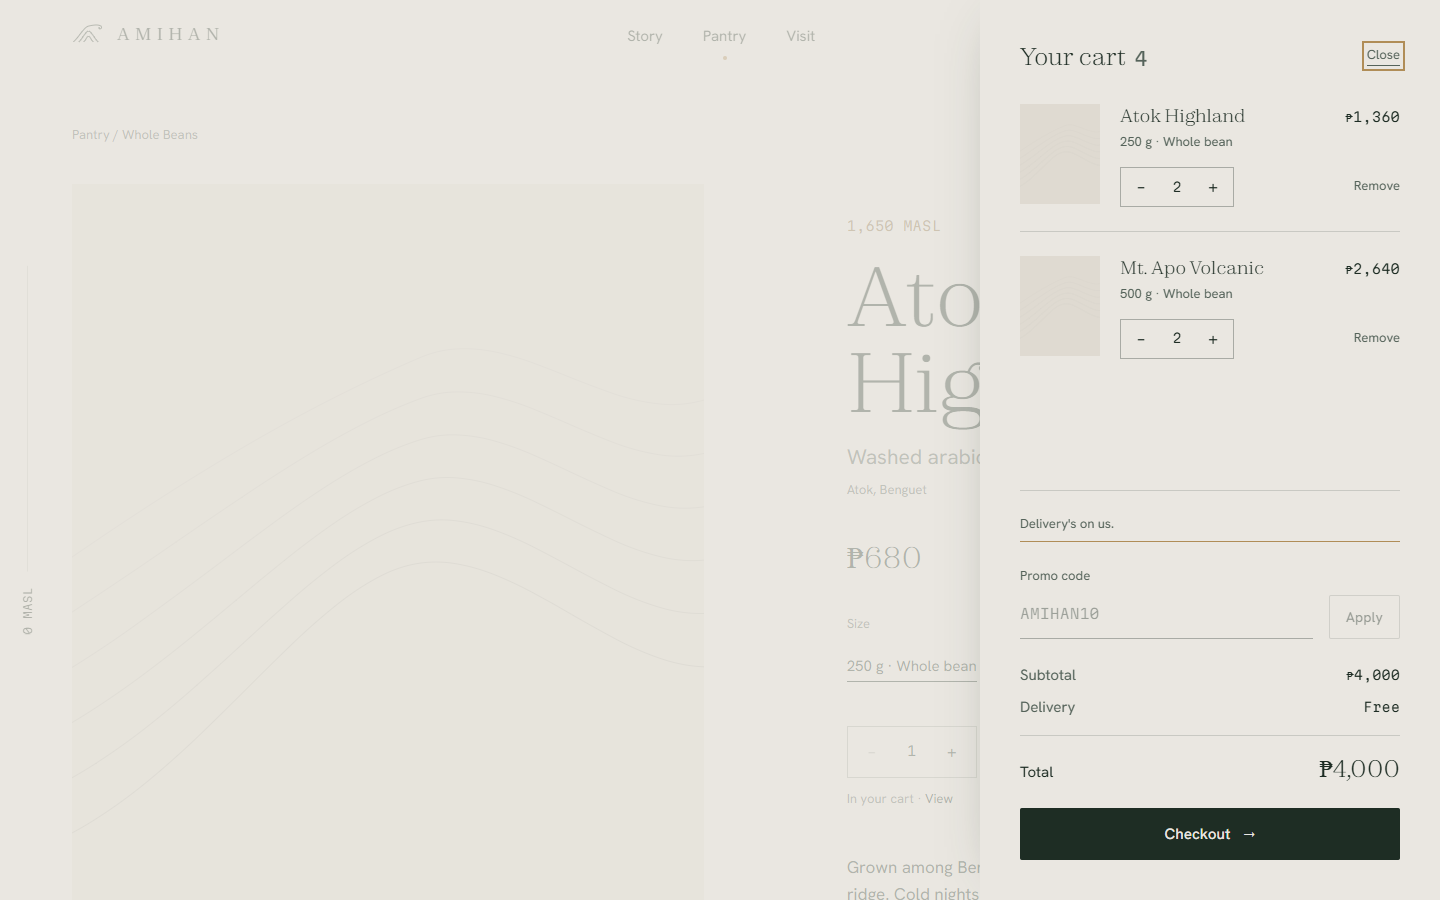 AMIHAN
Story
Pantry
Visit
Pantry / Whole Beans
0 MASL
1,650 MASL
Ato
Hig
Washed arabic
Atok, Benguet
₱680
Size
250 g · Whole bean
− 1 +
In your cart · View
Grown among Ben
ridge. Cold nights
Your cart 4
Close
Atok Highland
₱1,360
250 g · Whole bean
− 2 +
Remove
Mt. Apo Volcanic
₱2,640
500 g · Whole bean
− 2 +
Remove
Delivery's on us.
Promo code
AMIHAN10
Apply
Subtotal
₱4,000
Delivery
Free
Total
₱4,000
Checkout →